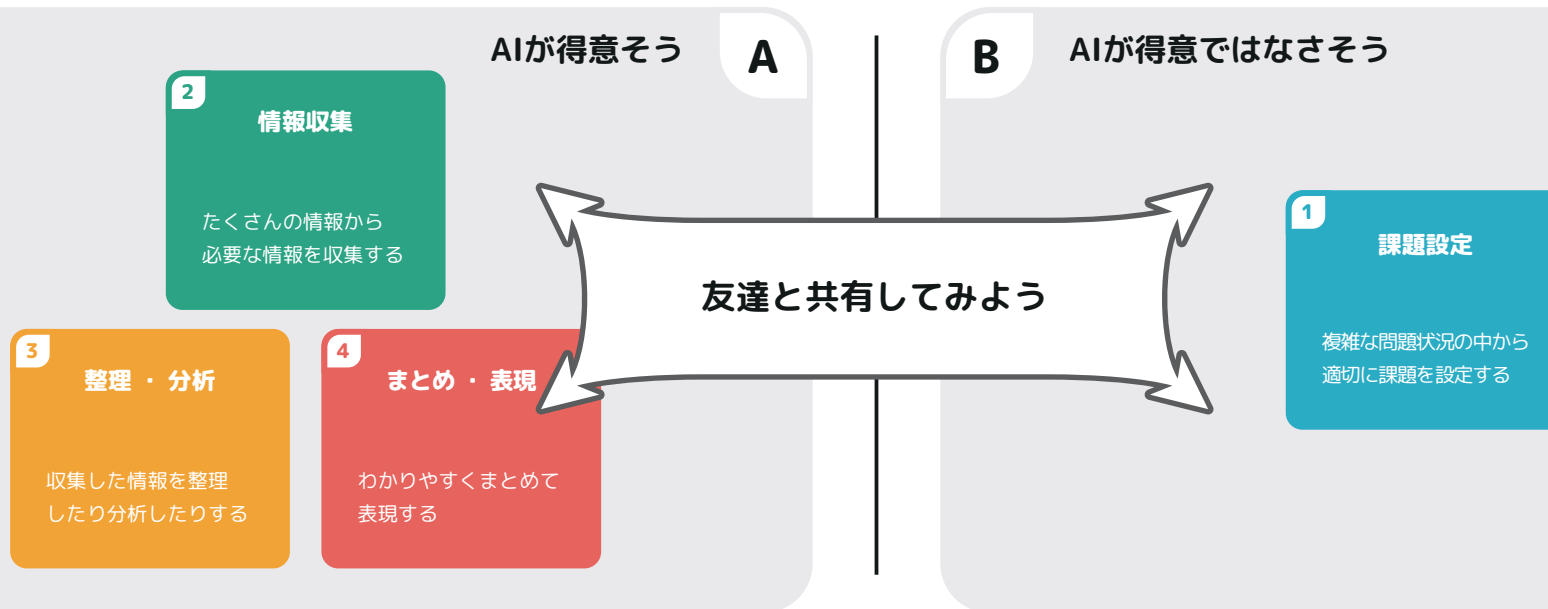 AIが得意そう
A
B
AIが得意ではなさそう
2
情報収集
たくさんの情報から
必要な情報を収集する
3
整理 ・ 分析
収集した情報を整理
したり分析したりする
4
まとめ ・ 表現
わかりやすくまとめて
表現する
友達と共有してみよう
1
課題設定
複雑な問題状況の中から
適切に課題を設定する